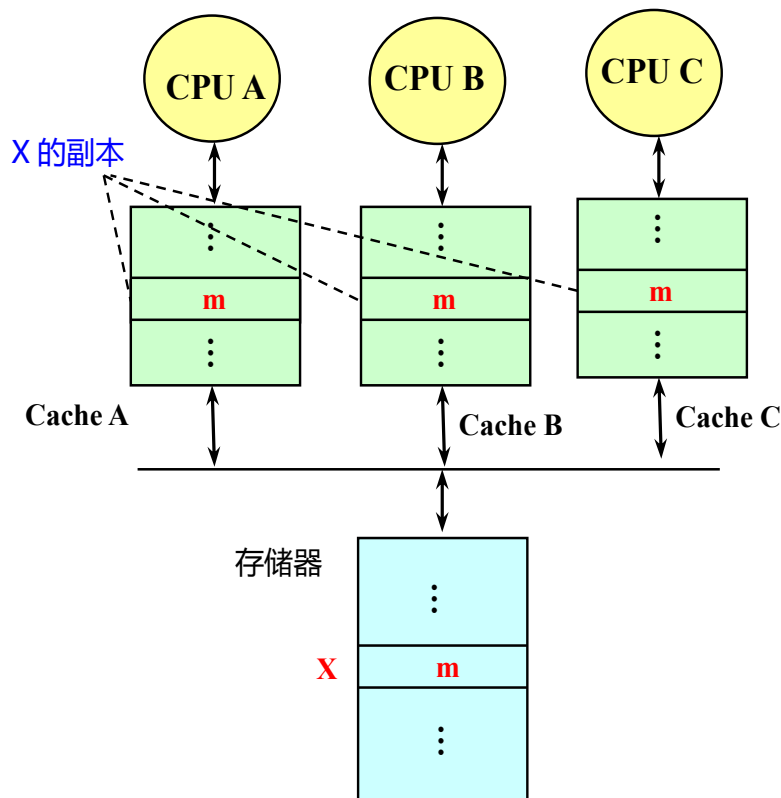 CPU A
CPU B
CPU C
X 的副本
⋮
⋮
⋮
m
m
m
⋮
⋮
⋮
Cache A
Cache B
Cache C
存储器
⋮
X
m
⋮